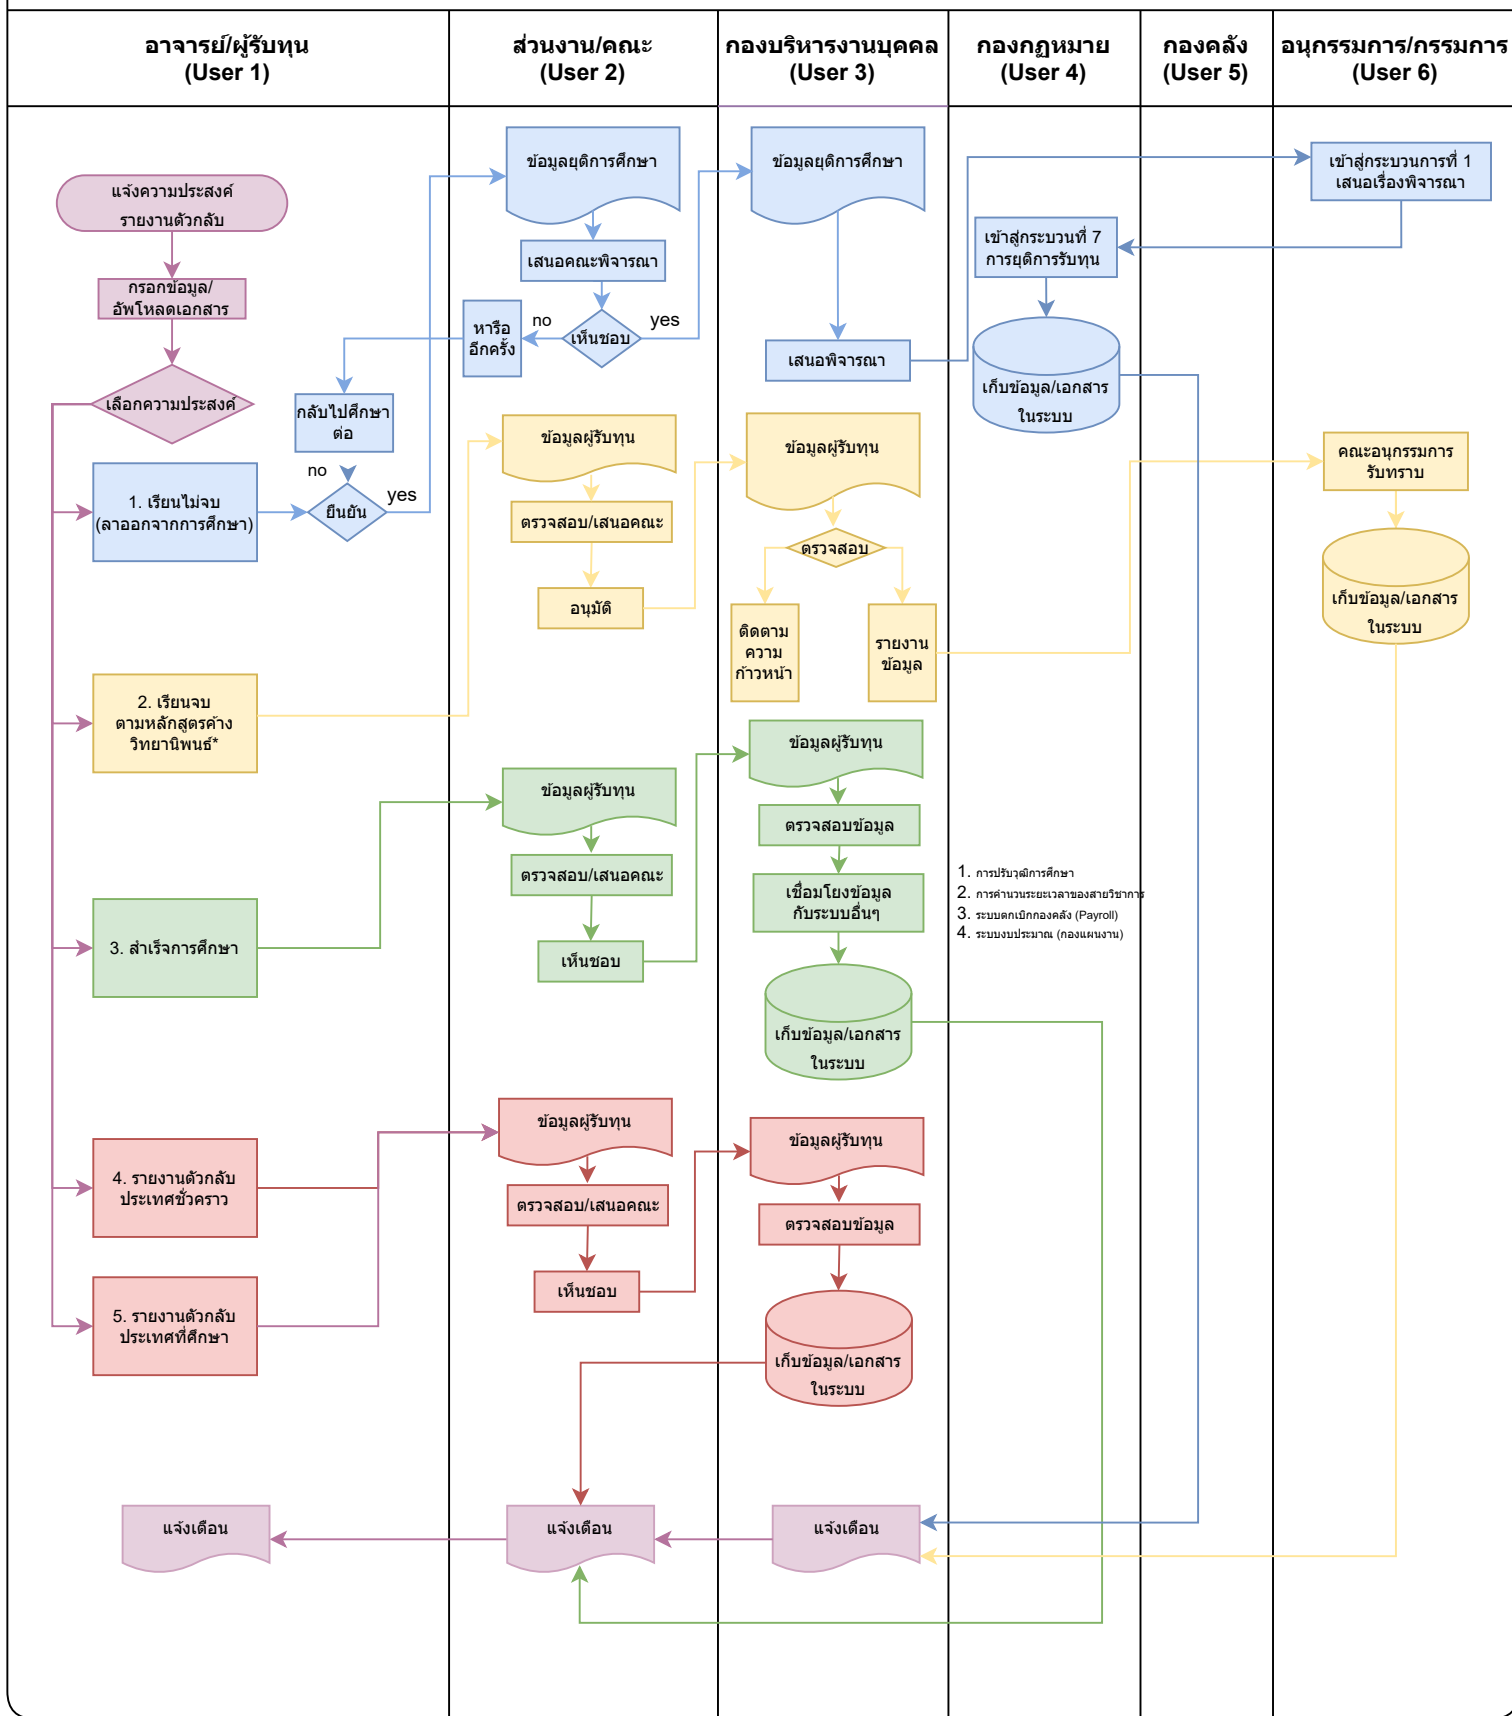 อาจารย์/ผู้รับทุน
(User 1)
ส่วนงาน/คณะ
(User 2)
กองบริหารงานบุคคล
(User 3)
กองกฏหมาย
(User 4)
กองคลัง
(User 5)
อนุกรรมการ/กรรมการ
(User 6)
แจ้งความประสงค์
รายงานตัวกลับ
กรอกข้อมูล/
อัพโหลดเอกสาร
เลือกความประสงค์
1. เรียนไม่จบ
(ลาออกจากการศึกษา)
กลับไปศึกษา
ต่อ
no
ยืนยัน
yes
ข้อมูลยุติการศึกษา
เสนอคณะพิจารณา
หารือ
อีกครั้ง
no
เห็นชอบ
yes
ข้อมูลยุติการศึกษา
เสนอพิจารณา
เข้าสู่กระบวนการที่ 1
เสนอเรื่องพิจารณา
เข้าสู่กระบวนที่ 7
การยุติการรับทุน
เก็บข้อมูล/เอกสาร
ในระบบ
2. เรียนจบ
ตามหลักสูตรค้าง
วิทยานิพนธ์*
ข้อมูลผู้รับทุน
ตรวจสอบ/เสนอคณะ
อนุมัติ
ข้อมูลผู้รับทุน
ตรวจสอบ
ติดตาม
ความ
ก้าวหน้า
รายงาน
ข้อมูล
คณะอนุกรรมการ
รับทราบ
เก็บข้อมูล/เอกสาร
ในระบบ
3. สำเร็จการศึกษา
ข้อมูลผู้รับทุน
ตรวจสอบ/เสนอคณะ
เห็นชอบ
ข้อมูลผู้รับทุน
ตรวจสอบข้อมูล
เชื่อมโยงข้อมูล
กับระบบอื่นๆ
1. การปรับวุฒิการศึกษา
2. การคำนวนระยะเวลาของสายวิชาการ
3. ระบบตกเบิกกองคลัง (Payroll)
4. ระบบงบประมาณ (กองแผนงาน)
เก็บข้อมูล/เอกสาร
ในระบบ
4. รายงานตัวกลับ
ประเทศชั่วคราว
5. รายงานตัวกลับ
ประเทศที่ศึกษา
ข้อมูลผู้รับทุน
ตรวจสอบ/เสนอคณะ
เห็นชอบ
ข้อมูลผู้รับทุน
ตรวจสอบข้อมูล
เก็บข้อมูล/เอกสาร
ในระบบ
แจ้งเตือน
แจ้งเตือน
แจ้งเตือน